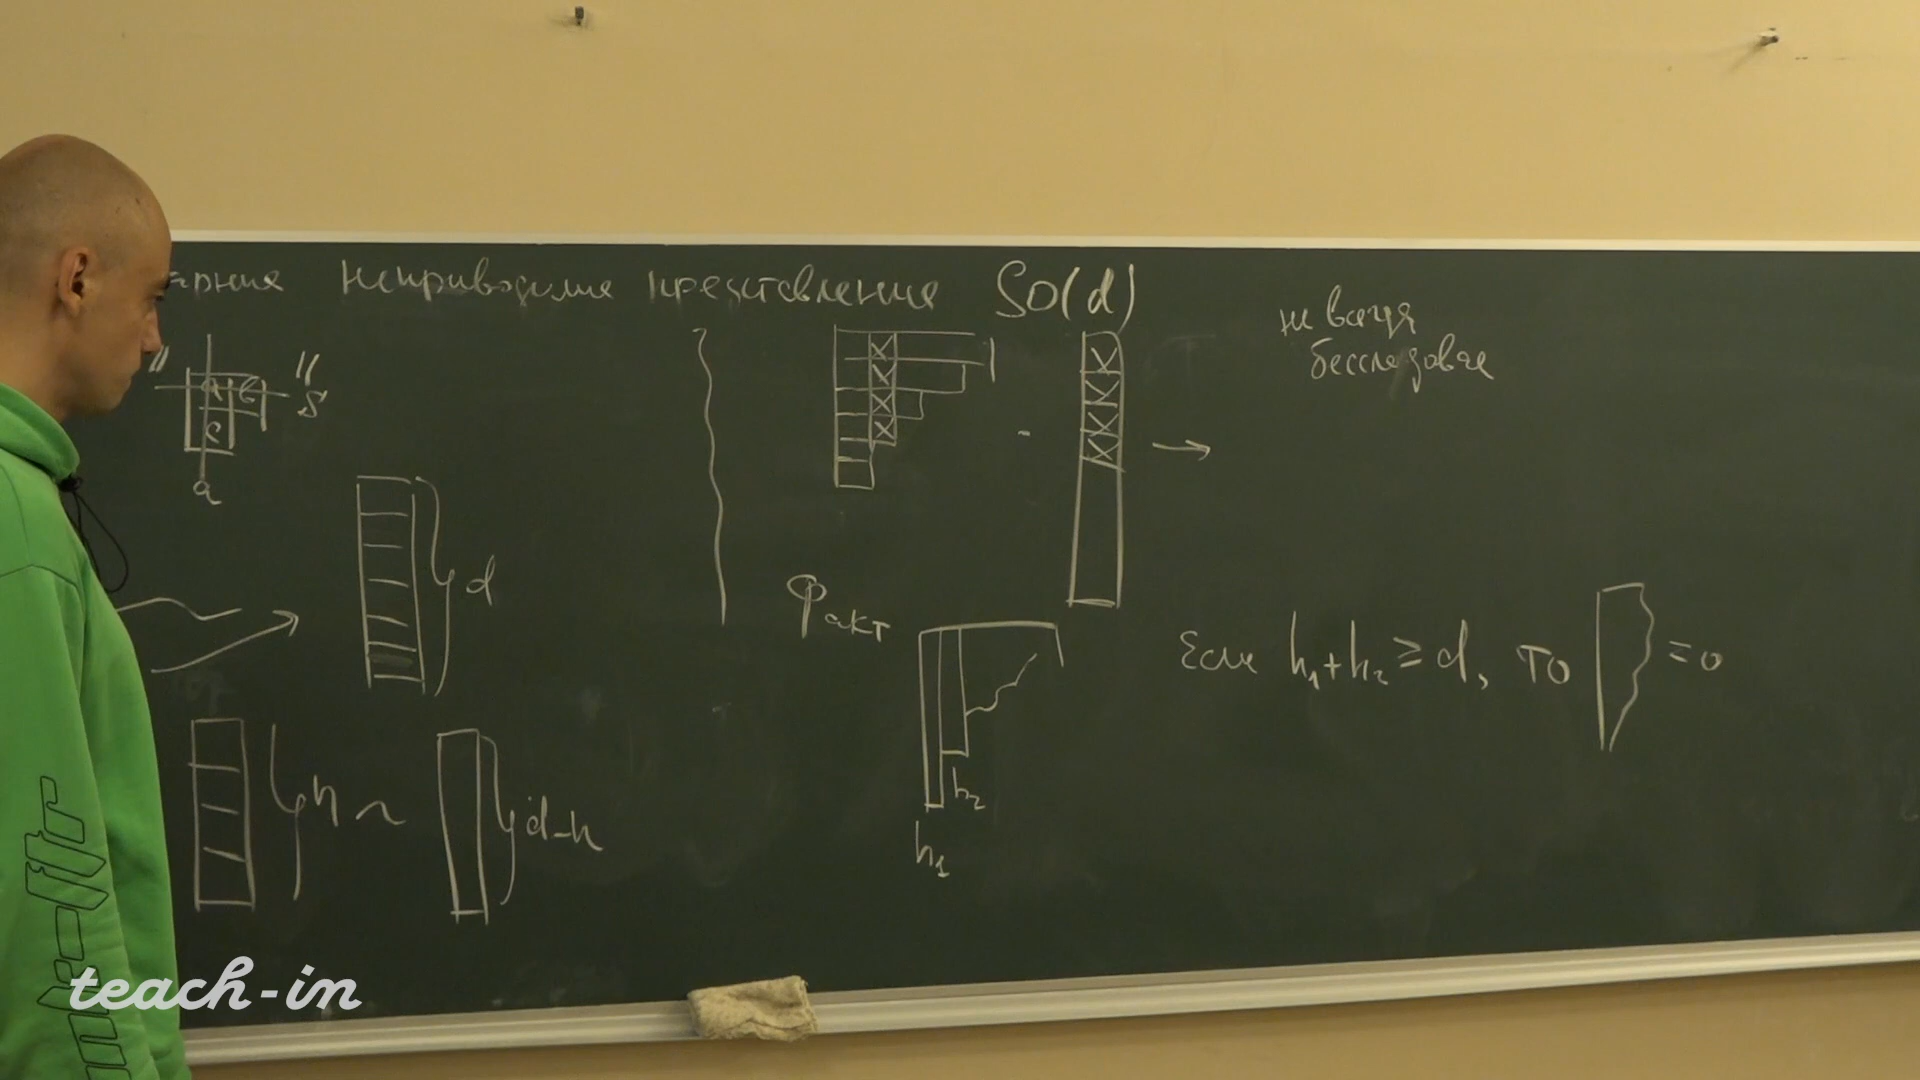 неприводимые представления SO(d)
не всегда
бесследовые
" "
S
a
d
Факт
Если h₁+h₂ ≥ d, то = 0
h ~ d-h
h₂
h₁
teach-in